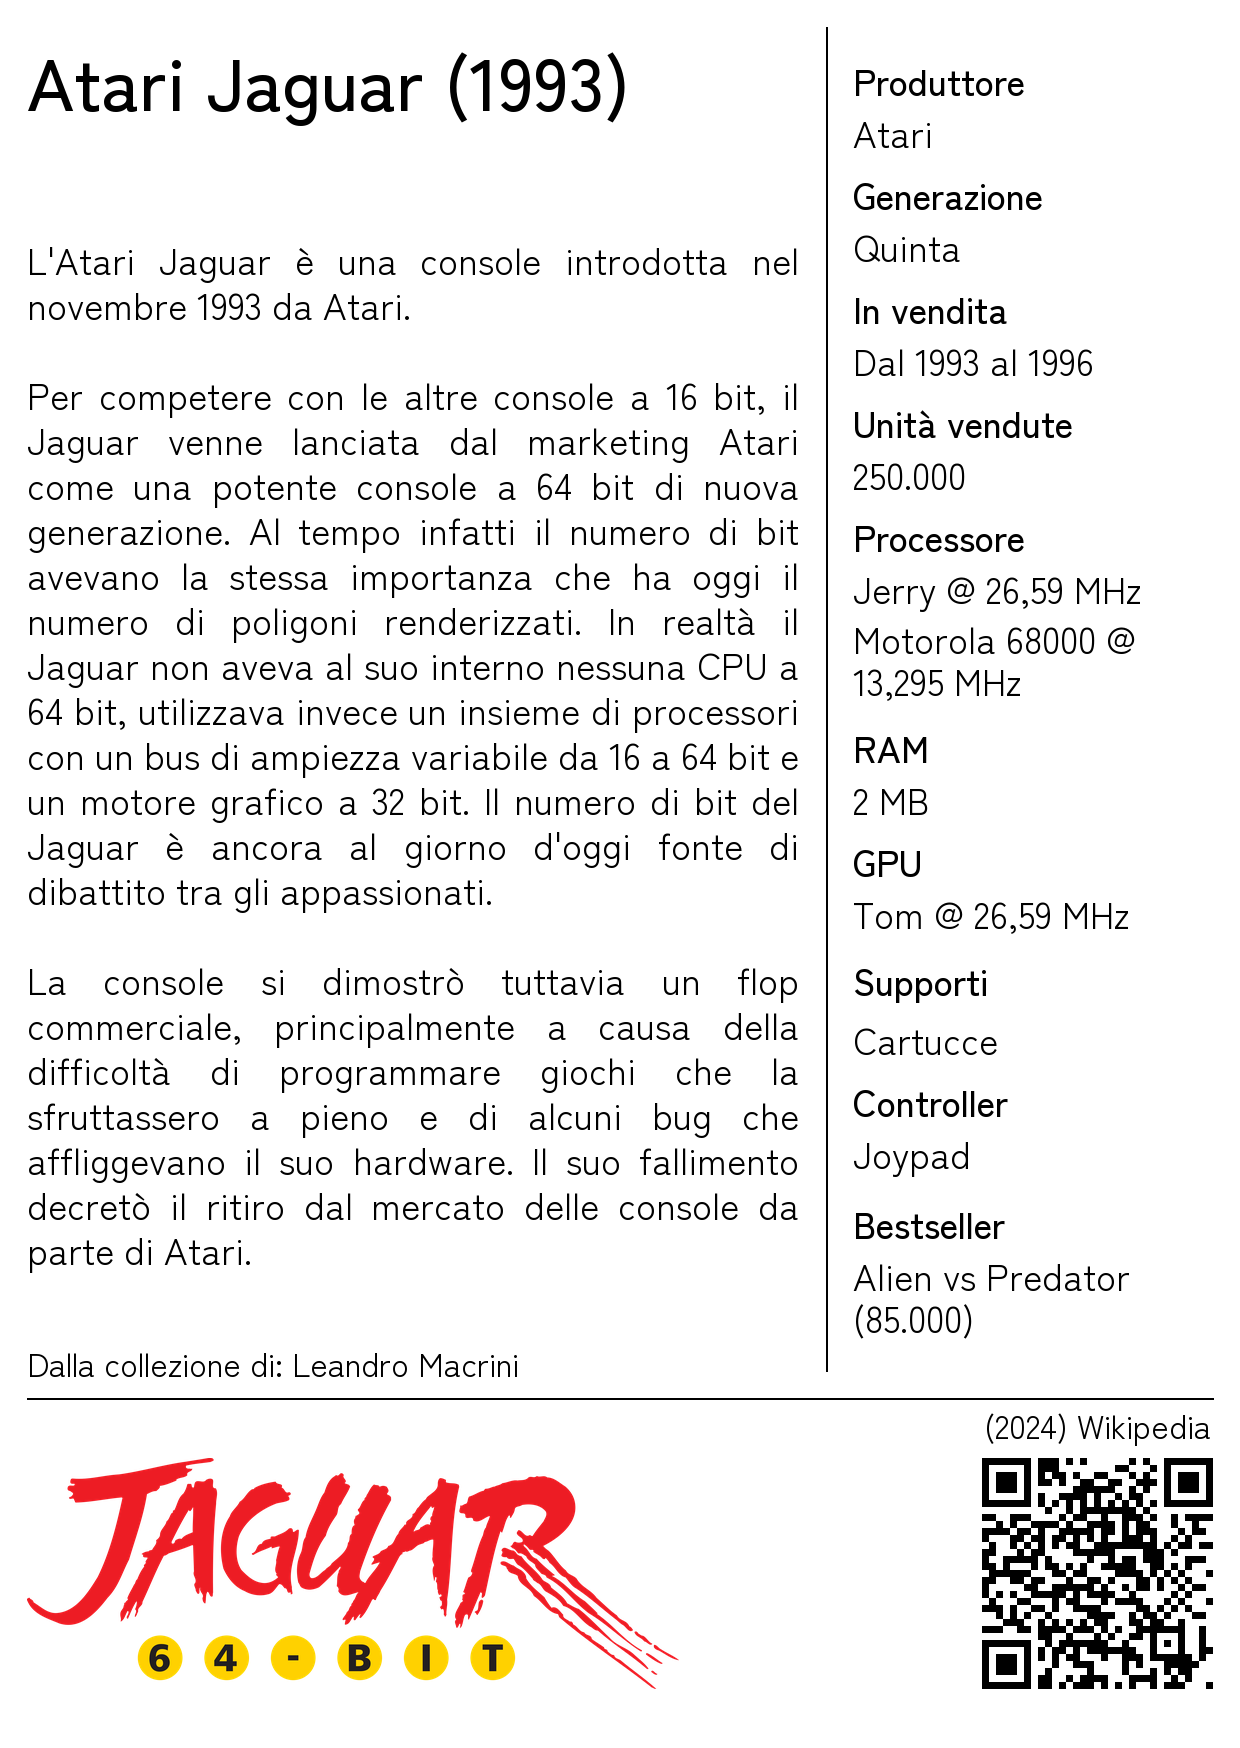 Atari Jaguar (1993)
L'Atari Jaguar è una console introdotta nel
novembre 1993 da Atari.
Per competere con le altre console a 16 bit, il
Jaguar venne lanciata dal marketing Atari
come una potente console a 64 bit di nuova
generazione. Al tempo infatti il numero di bit
avevano la stessa importanza che ha oggi il
numero di poligoni renderizzati. In realtà il
Jaguar non aveva al suo interno nessuna CPU a
64 bit, utilizzava invece un insieme di processori
con un bus di ampiezza variabile da 16 a 64 bit e
un motore grafico a 32 bit. Il numero di bit del
Jaguar è ancora al giorno d'oggi fonte di
dibattito tra gli appassionati.
La console si dimostrò tuttavia un flop
commerciale, principalmente a causa della
difficoltà di programmare giochi che la
sfruttassero a pieno e di alcuni bug che
affliggevano il suo hardware. Il suo fallimento
decretò il ritiro dal mercato delle console da
parte di Atari.
Dalla collezione di: Leandro Macrini
Produttore
Atari
Generazione
Quinta
In vendita
Dal 1993 al 1996
Unità vendute
250.000
Processore
Jerry @ 26,59 MHz
Motorola 68000 @
13,295 MHz
RAM
2 MB
GPU
Tom @ 26,59 MHz
Supporti
Cartucce
Controller
Joypad
Bestseller
Alien vs Predator
(85.000)
(2024) Wikipedia
JAGUAR
64-BIT